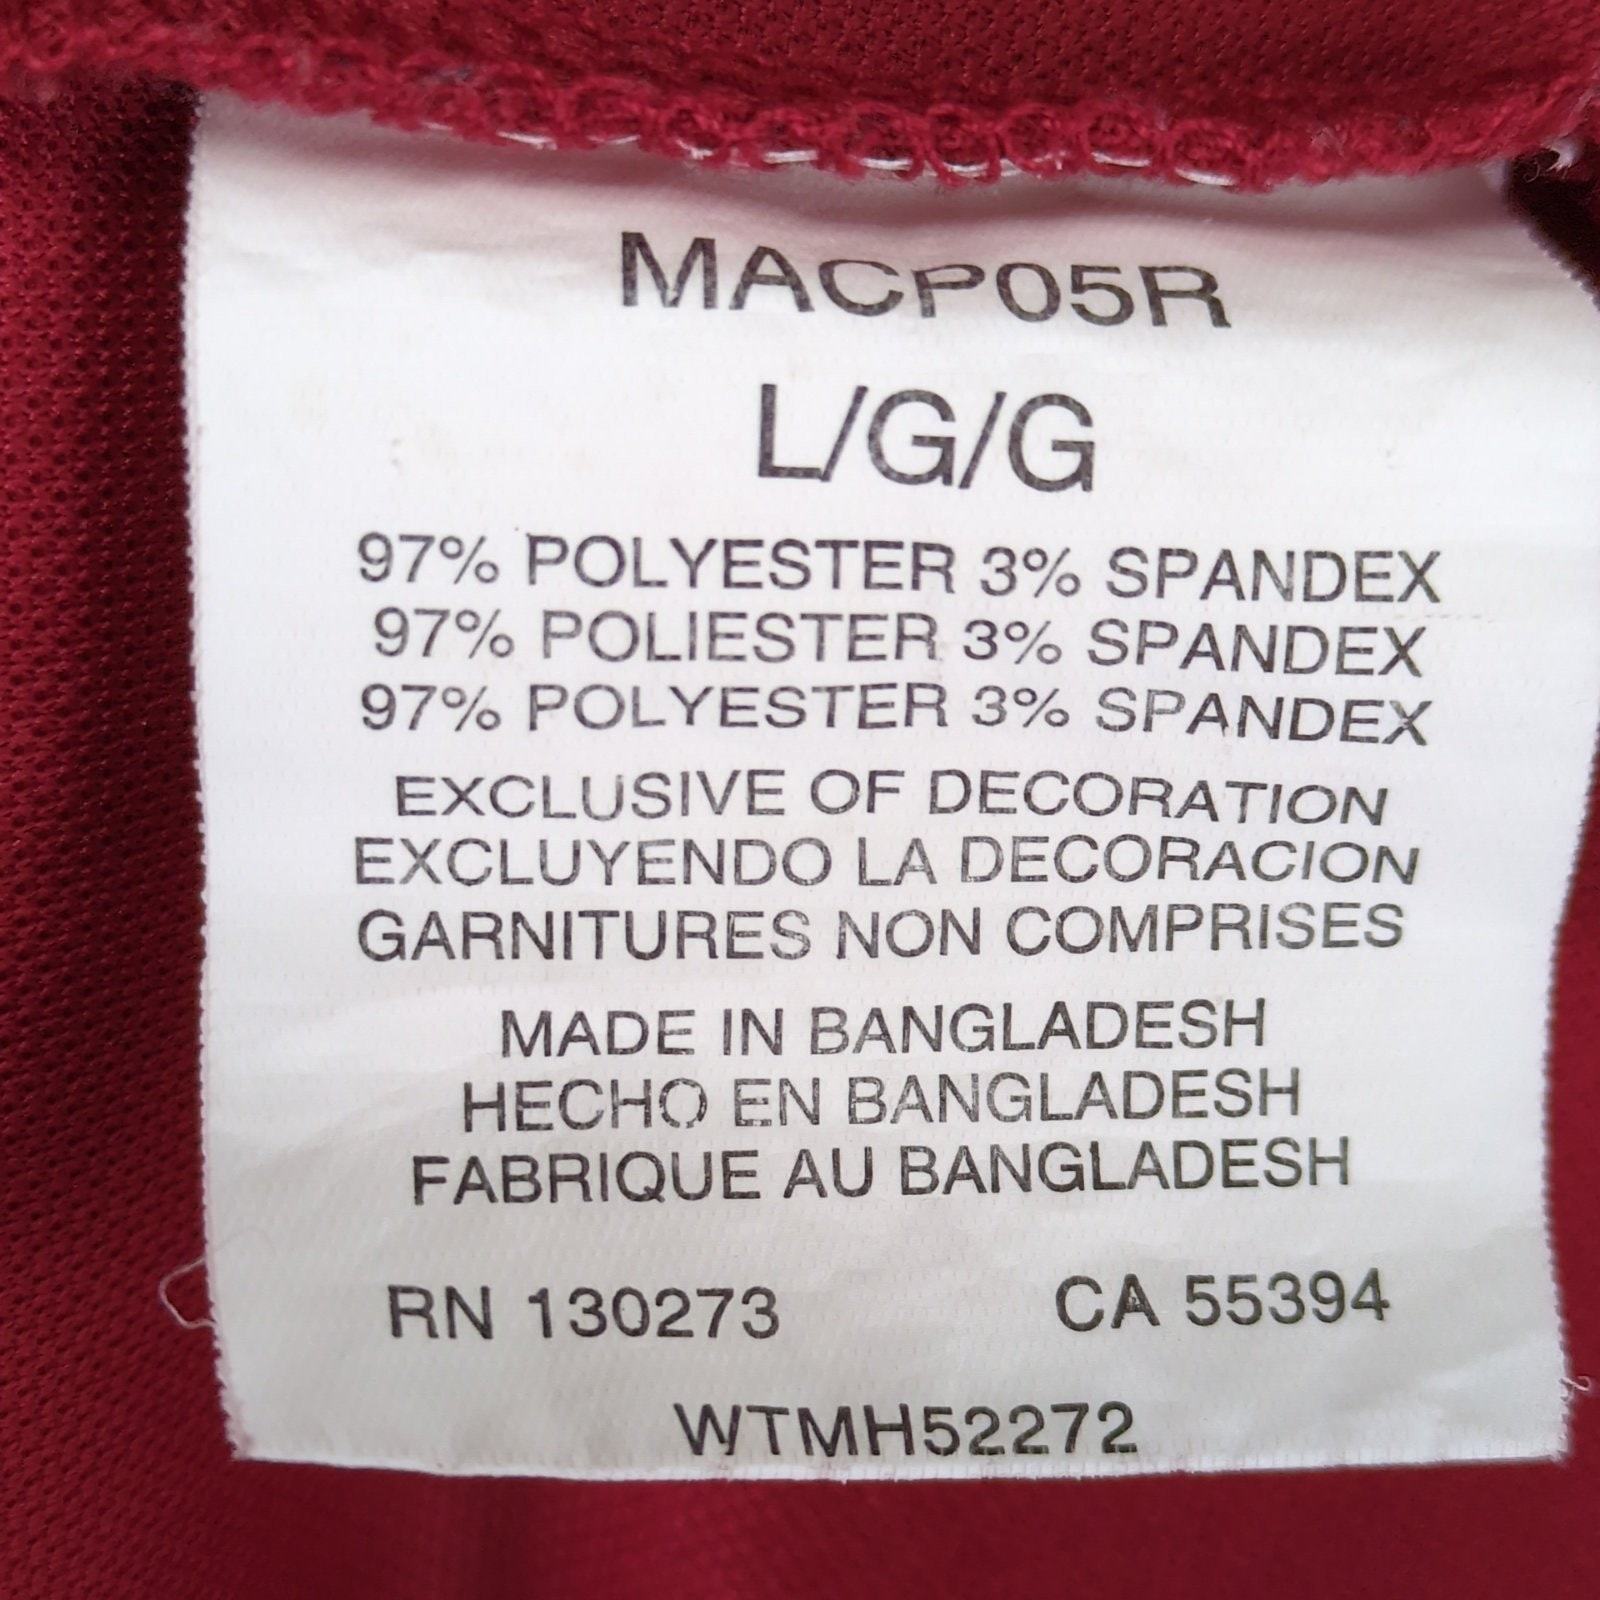 MACP05R
L/G/G
97% POLYESTER 3% SPANDEX
97% POLIESTER 3% SPANDEX
97% POLYESTER 3% SPANDEX
EXCLUSIVE OF DECORATION
EXCLUYENDO LA DECORACION
GARNITURES NON COMPRISES
MADE IN BANGLADESH
HECHO EN BANGLADESH
FABRIQUE AU BANGLADESH
RN 130273 CA 55394
WTMH52272